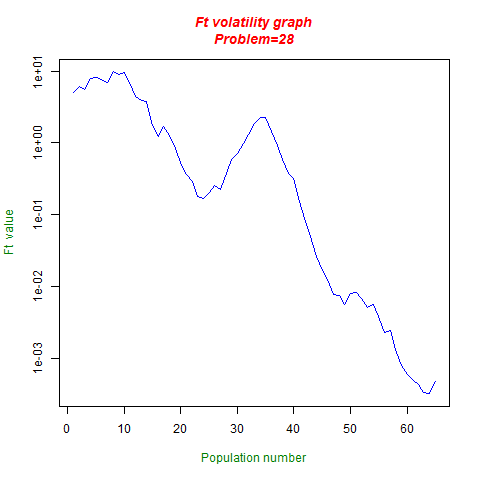 Ft volatility graph
Problem=28
1e+01
1e+00
1e-01
1e-02
1e-03
Ft value
0 10 20 30 40 50 60
Population number